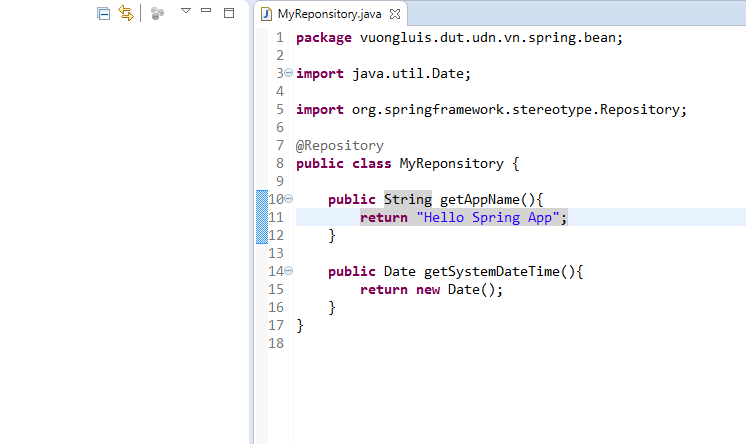 MyReponsitory.java
1 package vuongluis.dut.udn.vn.spring.bean;
2
3 import java.util.Date;
4
5 import org.springframework.stereotype.Repository;
6
7 @Repository
8 public class MyReponsitory {
9
10 public String getAppName(){
11 return "Hello Spring App";
12 }
13
14 public Date getSystemDateTime(){
15 return new Date();
16 }
17 }
18